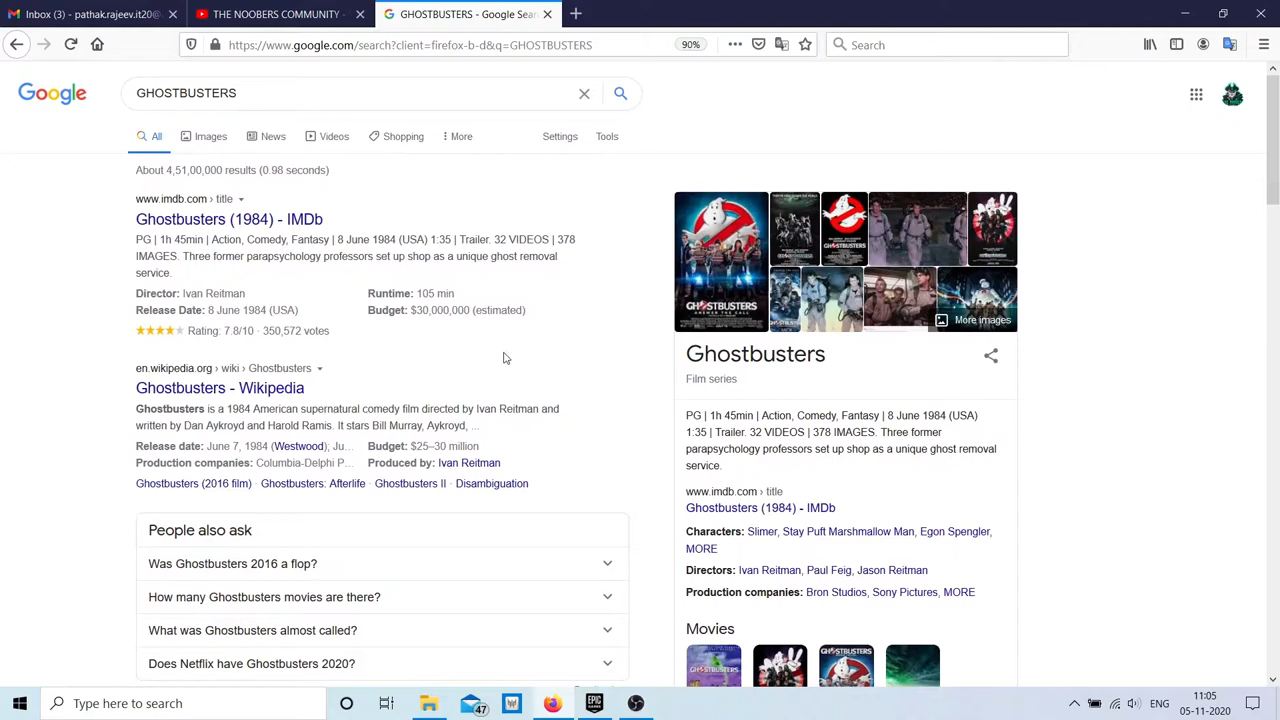 Inbox (3) - pathak.rajeev.it20@
THE NOOBERS COMMUNITY -
GHOSTBUSTERS - Google Sear
https://www.google.com/search?client=firefox-b-d&q=GHOSTBUSTERS
90%
Search
Google
GHOSTBUSTERS
All
Images
News
Videos
Shopping
More
Settings
Tools
About 4,51,00,000 results (0.98 seconds)
www.imdb.com › title
Ghostbusters (1984) - IMDb
PG | 1h 45min | Action, Comedy, Fantasy | 8 June 1984 (USA) 1:35 | Trailer. 32 VIDEOS | 378
IMAGES. Three former parapsychology professors set up shop as a unique ghost removal
service.
Director: Ivan Reitman
Runtime: 105 min
Release Date: 8 June 1984 (USA)
Budget: $30,000,000 (estimated)
Rating: 7.8/10 · 350,572 votes
en.wikipedia.org › wiki › Ghostbusters
Ghostbusters - Wikipedia
Ghostbusters is a 1984 American supernatural comedy film directed by Ivan Reitman and
written by Dan Aykroyd and Harold Ramis. It stars Bill Murray, Aykroyd, ...
Release date: June 7, 1984 (Westwood); Ju...
Budget: $25–30 million
Production companies: Columbia-Delphi P...
Produced by: Ivan Reitman
Ghostbusters (2016 film) · Ghostbusters: Afterlife · Ghostbusters II · Disambiguation
People also ask
Was Ghostbusters 2016 a flop?
How many Ghostbusters movies are there?
What was Ghostbusters almost called?
Does Netflix have Ghostbusters 2020?
GHOSTBUSTERS
More images
Ghostbusters
Film series
PG | 1h 45min | Action, Comedy, Fantasy | 8 June 1984 (USA)
1:35 | Trailer. 32 VIDEOS | 378 IMAGES. Three former
parapsychology professors set up shop as a unique ghost removal
service.
www.imdb.com › title
Ghostbusters (1984) - IMDb
Characters: Slimer, Stay Puft Marshmallow Man, Egon Spengler,
MORE
Directors: Ivan Reitman, Paul Feig, Jason Reitman
Production companies: Bron Studios, Sony Pictures, MORE
Movies
Type here to search
47
EPIC
ENG
11:05
05-11-2020